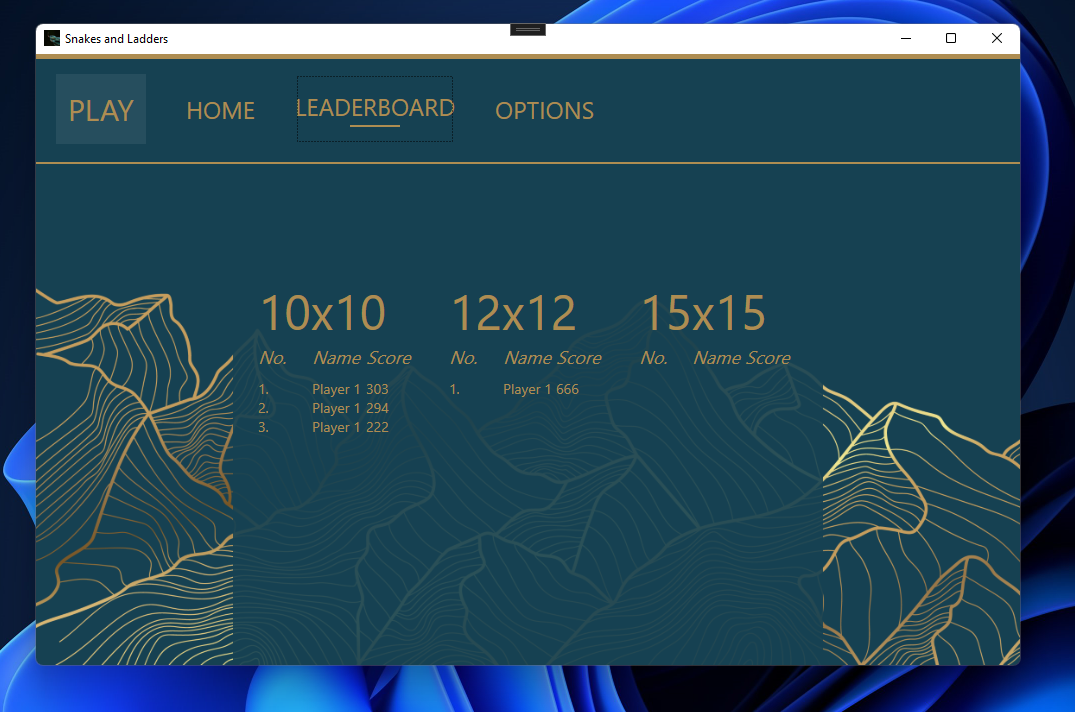 Snakes and Ladders
PLAY HOME LEADERBOARD OPTIONS
10x10 12x12 15x15
No. Name Score No. Name Score No. Name Score
1. Player 1 303 1. Player 1 666
2. Player 1 294
3. Player 1 222